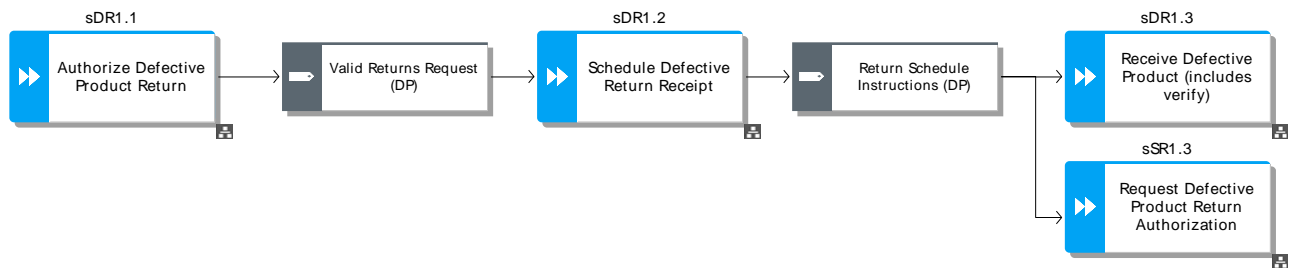 sDR1.1
Authorize Defective
Product Return
Valid Returns Request
(DP)
sDR1.2
Schedule Defective
Return Receipt
Return Schedule
Instructions (DP)
sDR1.3
Receive Defective
Product (includes
verify)
sSR1.3
Request Defective
Product Return
Authorization